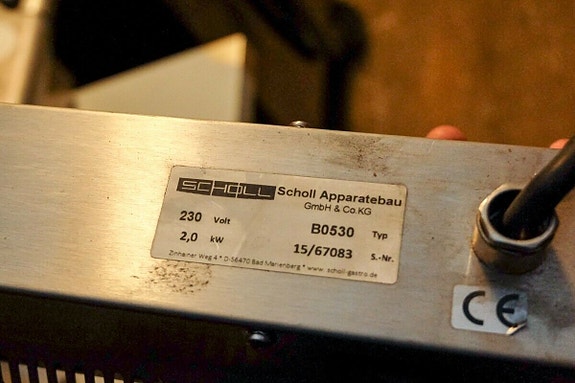 SCHOLL Scholl Apparatebau
GmbH & Co.KG
230 Volt B0530 Typ
2,0 kW 15/67083 S.-Nr.
Zinhainer Weg 4 * D-56470 Bad Marienberg * www.scholl-gastro.de
CE